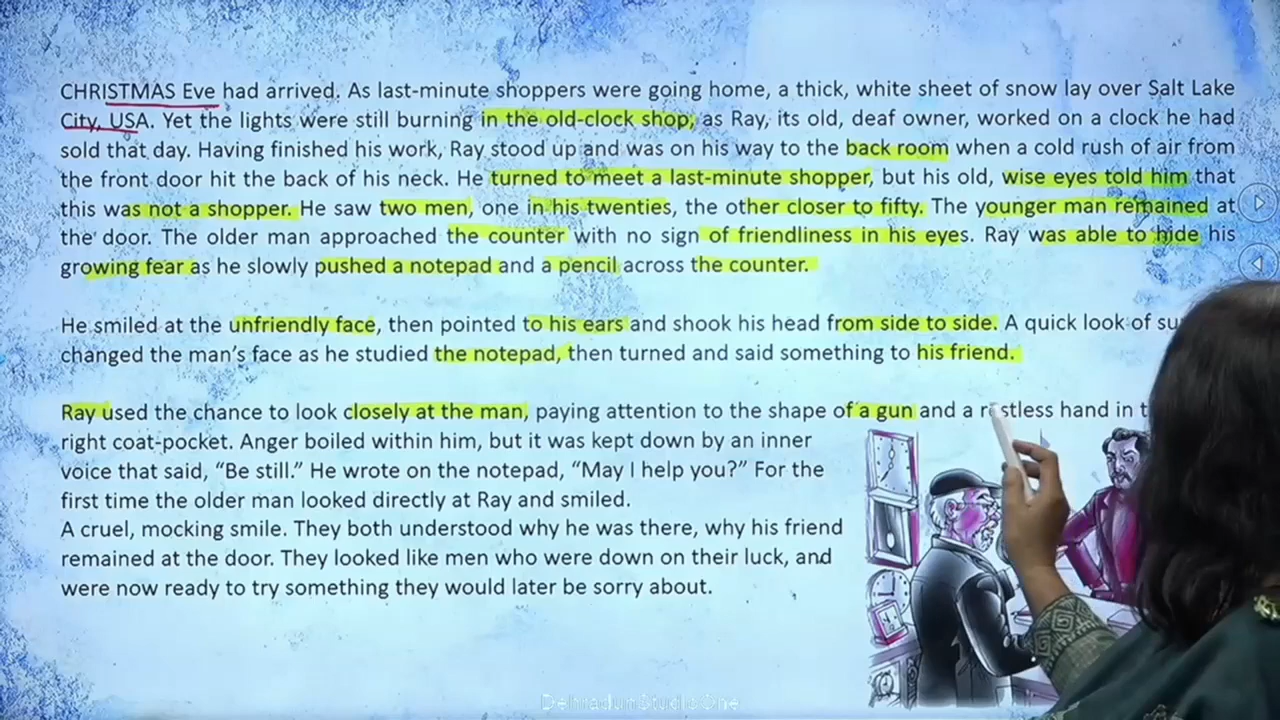 CHRISTMAS Eve had arrived. As last-minute shoppers were going home, a thick, white sheet of snow lay over Salt Lake
City, USA. Yet the lights were still burning in the old-clock shop, as Ray, its old, deaf owner, worked on a clock he had
sold that day. Having finished his work, Ray stood up and was on his way to the back room when a cold rush of air from
the front door hit the back of his neck. He turned to meet a last-minute shopper, but his old, wise eyes told him that
this was not a shopper. He saw two men, one in his twenties, the other closer to fifty. The younger man remained at
the door. The older man approached the counter with no sign of friendliness in his eyes. Ray was able to hide his
growing fear as he slowly pushed a notepad and a pencil across the counter.
He smiled at the unfriendly face, then pointed to his ears and shook his head from side to side. A quick look of
changed the man's face as he studied the notepad, then turned and said something to his friend.
Ray used the chance to look closely at the man, paying attention to the shape of a gun and a restless hand in
right coat-pocket. Anger boiled within him, but it was kept down by an inner
voice that said, "Be still." He wrote on the notepad, "May I help you?" For the
first time the older man looked directly at Ray and smiled.
A cruel, mocking smile. They both understood why he was there, why his friend
remained at the door. They looked like men who were down on their luck, and
were now ready to try something they would later be sorry about.
DehradunStudioOne